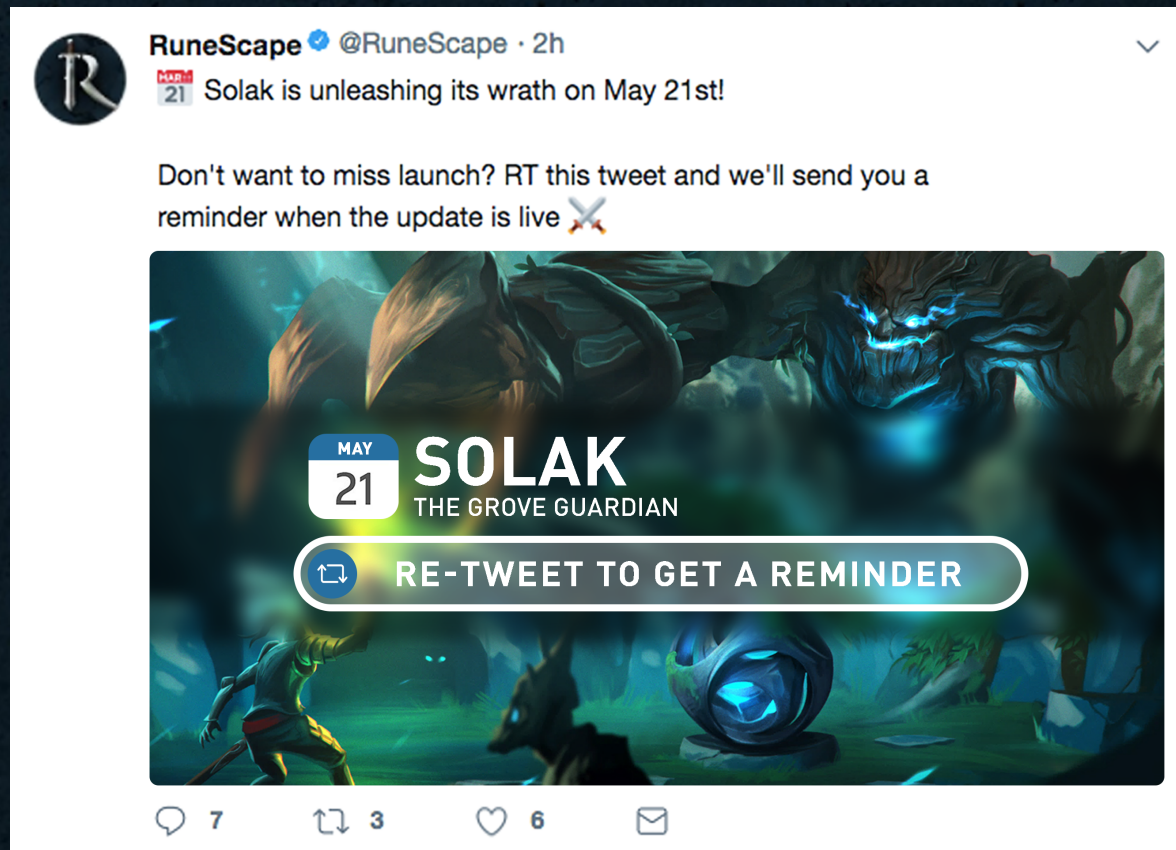 RuneScape @RuneScape · 2h
MAR 21 Solak is unleashing its wrath on May 21st!
Don't want to miss launch? RT this tweet and we'll send you a
reminder when the update is live
MAY
21
SOLAK
THE GROVE GUARDIAN
RE-TWEET TO GET A REMINDER
7 3 6